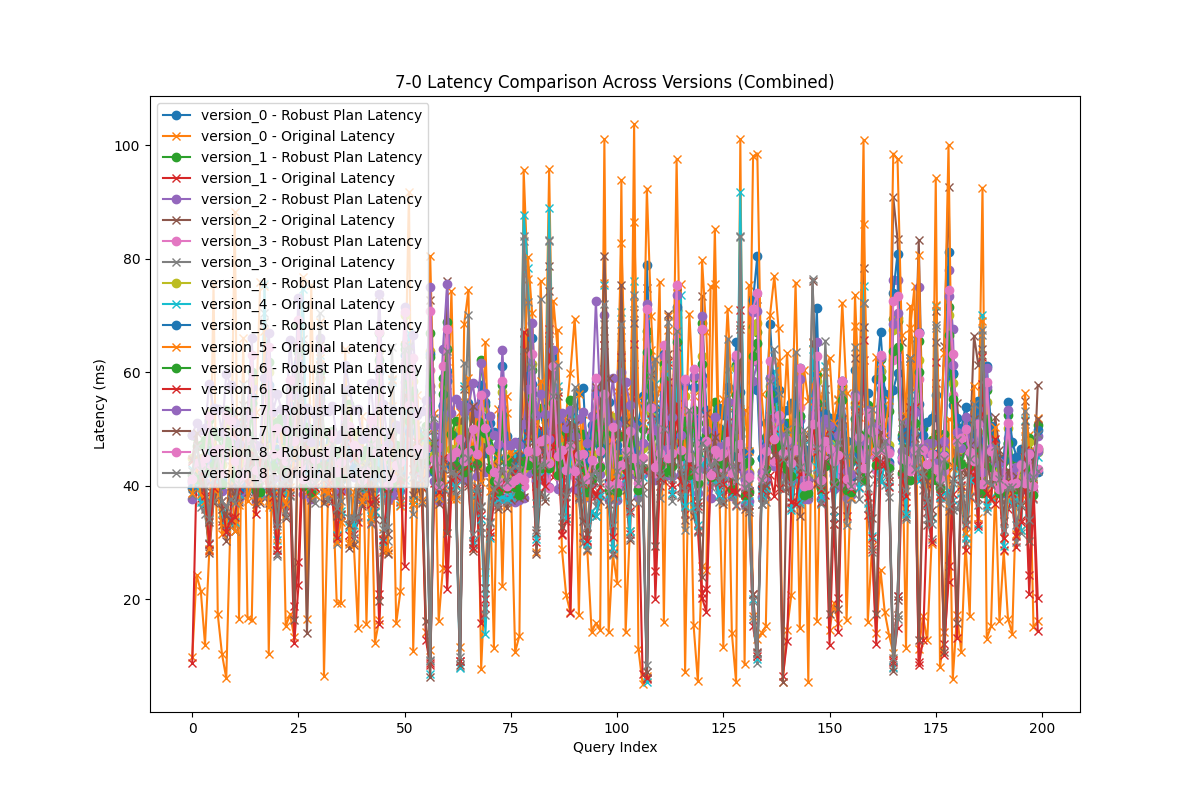 7-0 Latency Comparison Across Versions (Combined)
version_0 - Robust Plan Latency
version_0 - Original Latency
version_1 - Robust Plan Latency
version_1 - Original Latency
version_2 - Robust Plan Latency
version_2 - Original Latency
version_3 - Robust Plan Latency
version_3 - Original Latency
version_4 - Robust Plan Latency
version_4 - Original Latency
version_5 - Robust Plan Latency
version_5 - Original Latency
version_6 - Robust Plan Latency
version_6 - Original Latency
version_7 - Robust Plan Latency
version_7 - Original Latency
version_8 - Robust Plan Latency
version_8 - Original Latency
Latency (ms)
100
80
60
40
20
0 25 50 75 100 125 150 175 200
Query Index